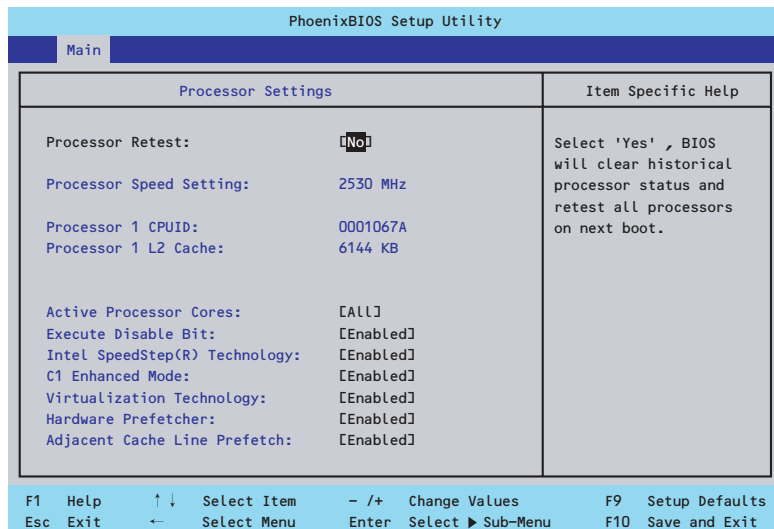 PhoenixBIOS Setup Utility
Main
Processor Settings
Item Specific Help
Processor Retest: [No]
Processor Speed Setting: 2530 MHz
Processor 1 CPUID: 0001067A
Processor 1 L2 Cache: 6144 KB
Active Processor Cores: [All]
Execute Disable Bit: [Enabled]
Intel SpeedStep(R) Technology: [Enabled]
C1 Enhanced Mode: [Enabled]
Virtualization Technology: [Enabled]
Hardware Prefetcher: [Enabled]
Adjacent Cache Line Prefetch: [Enabled]
Select 'Yes' , BIOS
will clear historical
processor status and
retest all processors
on next boot.
F1 Help ↑↓ Select Item - /+ Change Values F9 Setup Defaults
Esc Exit ← Select Menu Enter Select ▶ Sub-Menu F10 Save and Exit